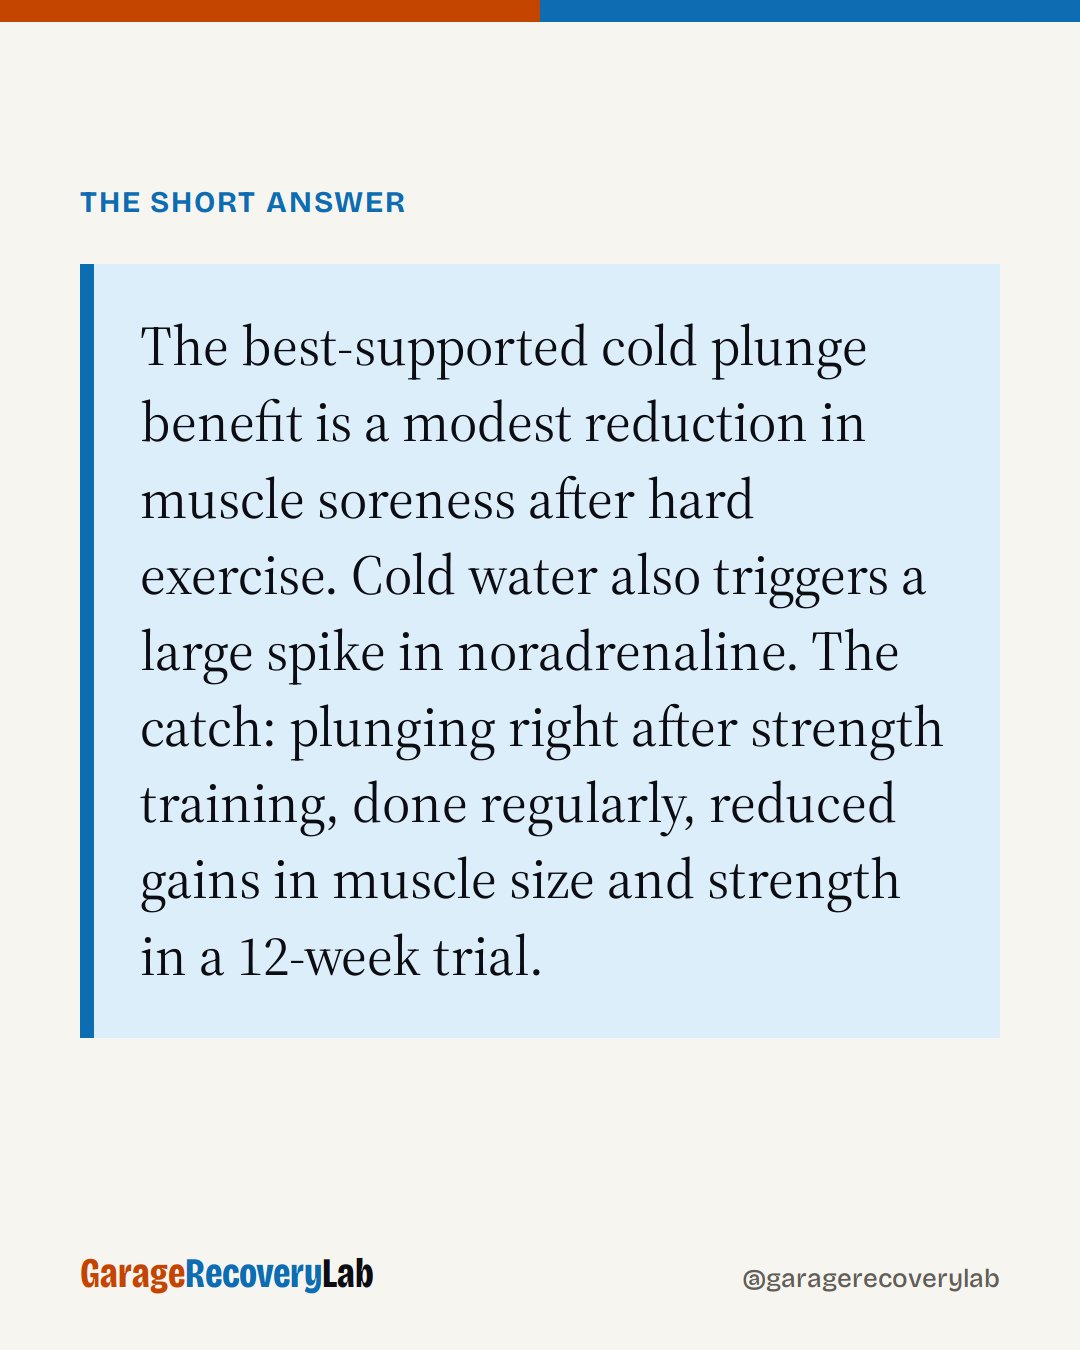 THE SHORT ANSWER
The best-supported cold plunge
benefit is a modest reduction in
muscle soreness after hard
exercise. Cold water also triggers a
large spike in noradrenaline. The
catch: plunging right after strength
training, done regularly, reduced
gains in muscle size and strength
in a 12-week trial.
GarageRecoveryLab
@garagerecoverylab